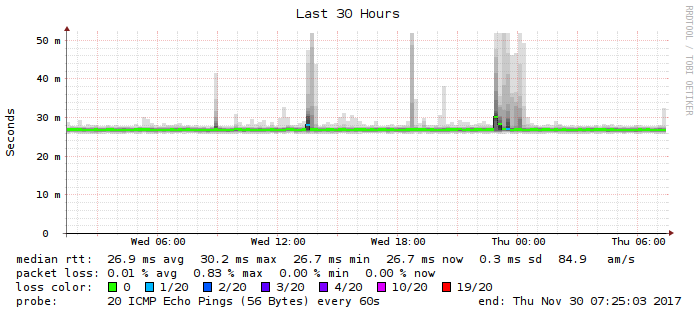 Last 30 Hours
RRDTOOL / TOBI OETIKER
Seconds
50 m
40 m
30 m
20 m
10 m
0
Wed 06:00 Wed 12:00 Wed 18:00 Thu 00:00 Thu 06:00
median rtt: 26.9 ms avg 30.2 ms max 26.7 ms min 26.7 ms now 0.3 ms sd 84.9 am/s
packet loss: 0.01 % avg 0.83 % max 0.00 % min 0.00 % now
loss color: 0 1/20 2/20 3/20 4/20 10/20 19/20
probe: 20 ICMP Echo Pings (56 Bytes) every 60s end: Thu Nov 30 07:25:03 2017